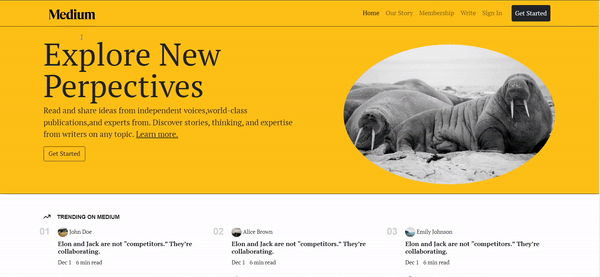 Medium
Home Our Story Membership Write Sign In Get Started
Explore New
Perpectives
Read and share ideas from independent voices,world-class
publications,and experts from. Discover stories, thinking, and expertise
from writers on any topic. Learn more.
Get Started
TRENDING ON MEDIUM
01 John Doe
Elon and Jack are not "competitors." They're
collaborating.
Dec 1 6 min read
02 Alice Brown
Elon and Jack are not "competitors." They're
collaborating.
Dec 1 6 min read
03 Emily Johnson
Elon and Jack are not "competitors." They're
collaborating.
Dec 1 6 min read